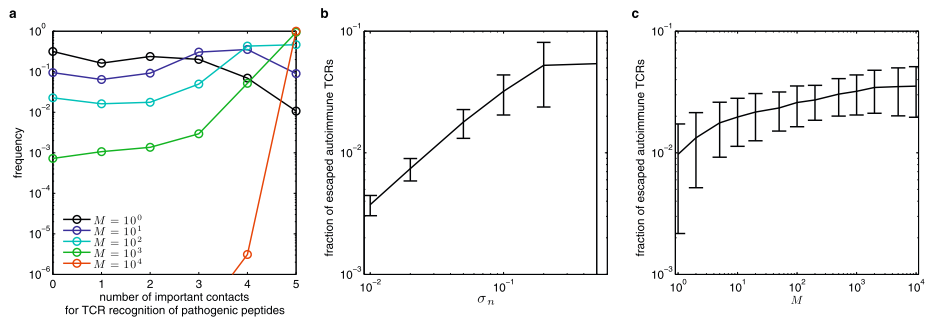 a
10^0
10^-1
10^-2
10^-3
10^-4
10^-5
10^-6
frequency
M = 10^0
M = 10^1
M = 10^2
M = 10^3
M = 10^4
0 1 2 3 4 5
number of important contacts
for TCR recognition of pathogenic peptides
b
10^-1
10^-2
10^-3
fraction of escaped autoimmune TCRs
10^-2 10^-1
σ_n
c
10^-1
10^-2
10^-3
fraction of escaped autoimmune TCRs
10^0 10^1 10^2 10^3 10^4
M